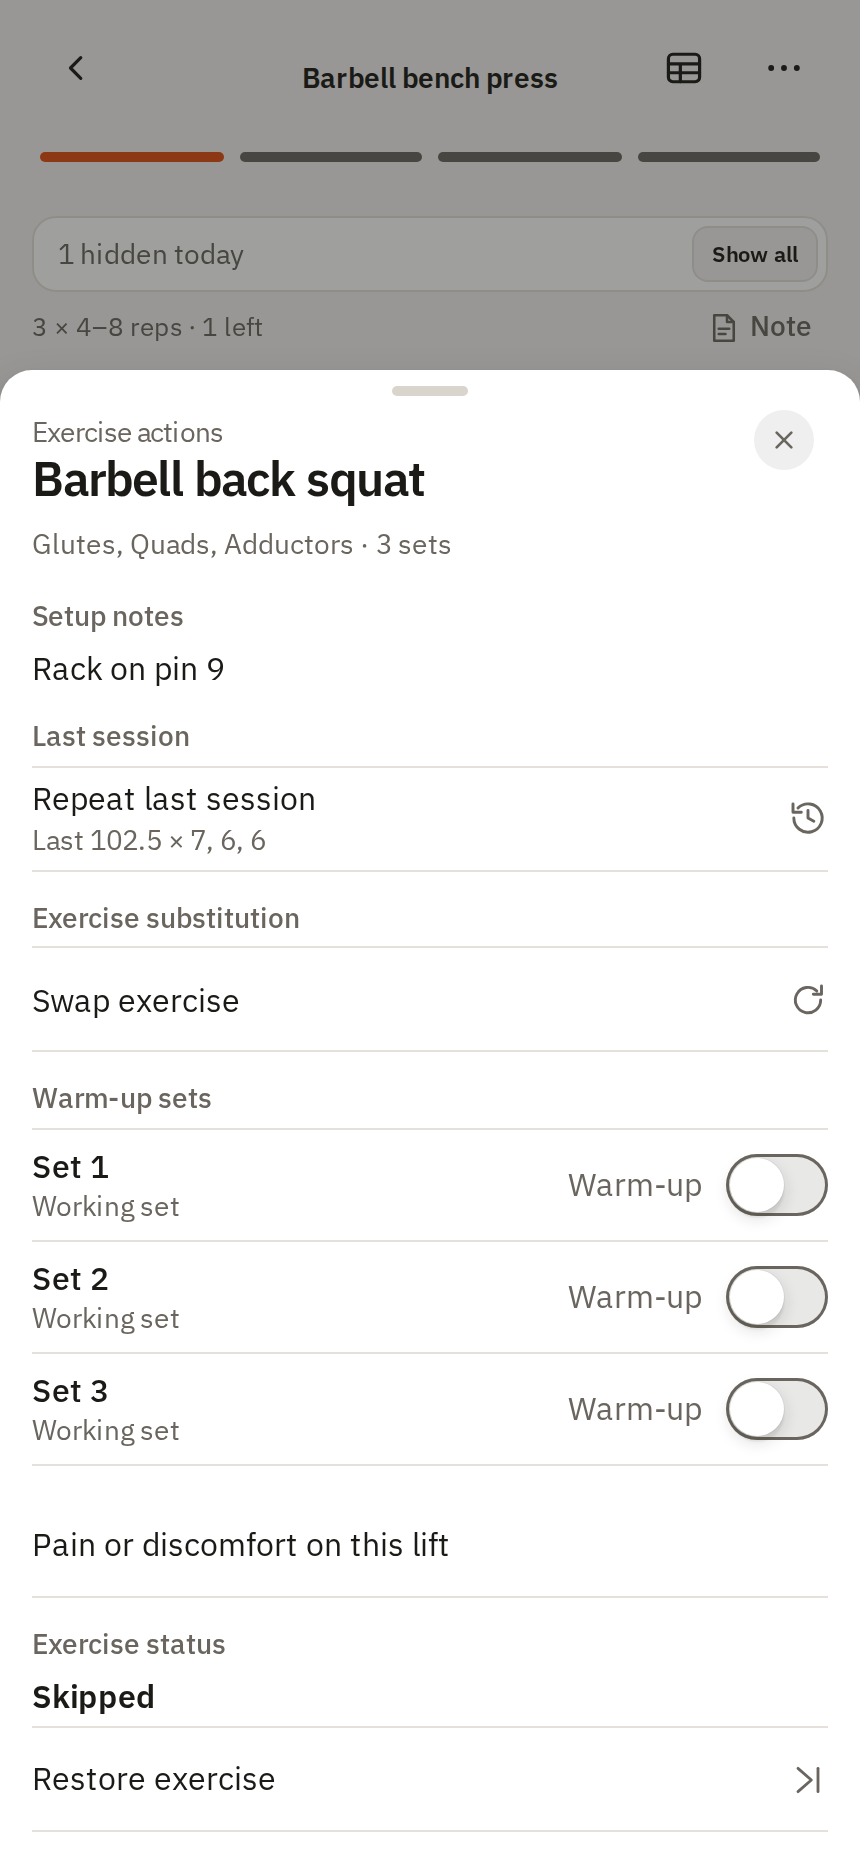 Barbell bench press
1 hidden today
Show all
3 × 4–8 reps · 1 left
Note
Exercise actions
Barbell back squat
Glutes, Quads, Adductors · 3 sets
Setup notes
Rack on pin 9
Last session
Repeat last session
Last 102.5 × 7, 6, 6
Exercise substitution
Swap exercise
Warm-up sets
Set 1
Warm-up
Working set
Set 2
Warm-up
Working set
Set 3
Warm-up
Working set
Pain or discomfort on this lift
Exercise status
Skipped
Restore exercise